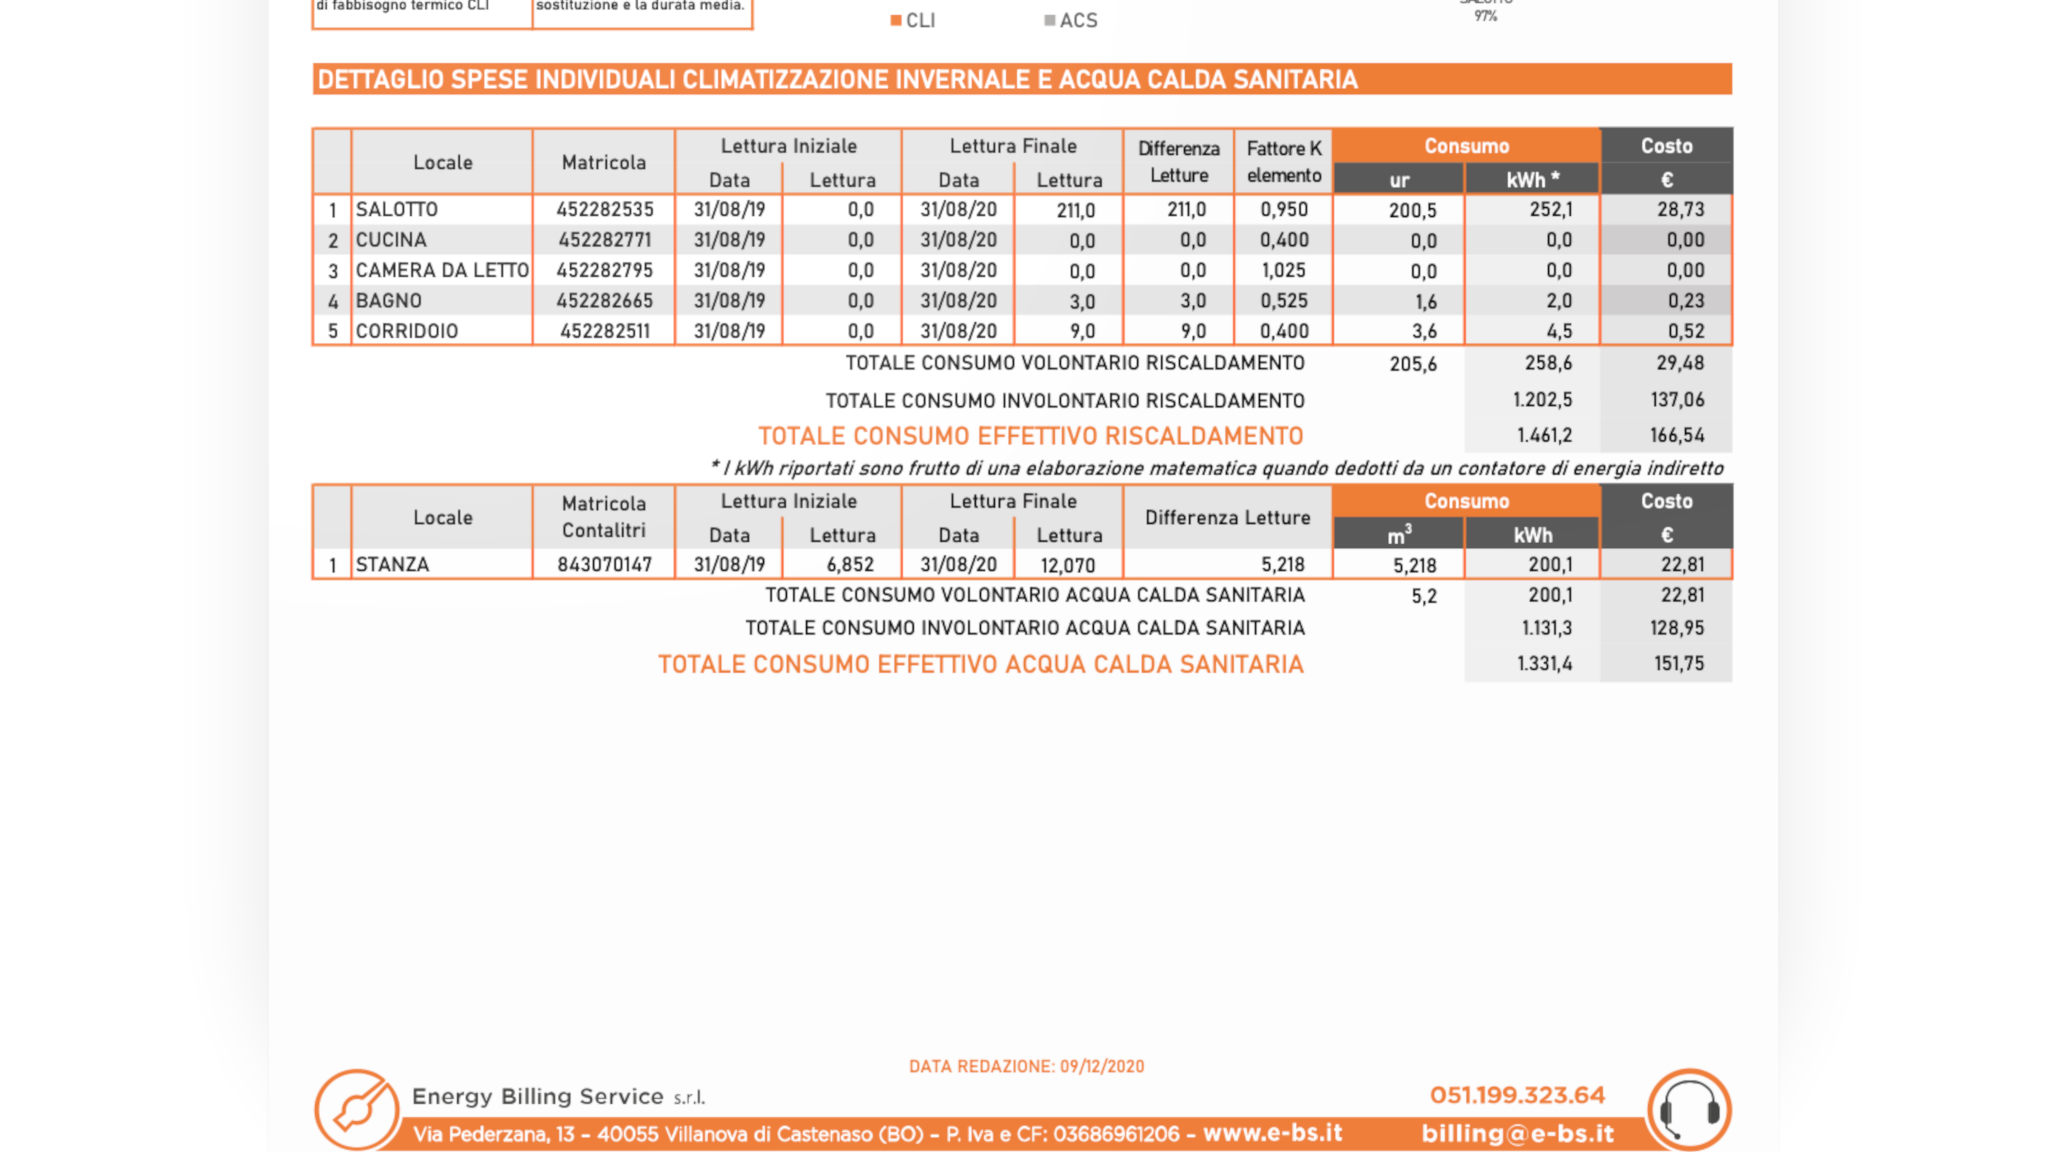 di fabbisogno termico CLI
sostituzione e la durata media.
CLI
ACS
97%
DETTAGLIO SPESE INDIVIDUALI CLIMATIZZAZIONE INVERNALE E ACQUA CALDA SANITARIA
Locale Matricola Lettura Iniziale Lettura Finale Differenza Letture Fattore K elemento Consumo Costo
Data Lettura Data Lettura ur kWh * €
1 SALOTTO 452282535 31/08/19 0,0 31/08/20 211,0 211,0 0,950 200,5 252,1 28,73
2 CUCINA 452282771 31/08/19 0,0 31/08/20 0,0 0,0 0,400 0,0 0,0 0,00
3 CAMERA DA LETTO 452282795 31/08/19 0,0 31/08/20 0,0 0,0 1,025 0,0 0,0 0,00
4 BAGNO 452282665 31/08/19 0,0 31/08/20 3,0 3,0 0,525 1,6 2,0 0,23
5 CORRIDOIO 452282511 31/08/19 0,0 31/08/20 9,0 9,0 0,400 3,6 4,5 0,52
TOTALE CONSUMO VOLONTARIO RISCALDAMENTO 205,6 258,6 29,48
TOTALE CONSUMO INVOLONTARIO RISCALDAMENTO 1.202,5 137,06
TOTALE CONSUMO EFFETTIVO RISCALDAMENTO 1.461,2 166,54
* I kWh riportati sono frutto di una elaborazione matematica quando dedotti da un contatore di energia indiretto
Locale Matricola Contalitri Lettura Iniziale Lettura Finale Differenza Letture Consumo Costo
Data Lettura Data Lettura m³ kWh €
1 STANZA 843070147 31/08/19 6,852 31/08/20 12,070 5,218 5,218 200,1 22,81
TOTALE CONSUMO VOLONTARIO ACQUA CALDA SANITARIA 5,2 200,1 22,81
TOTALE CONSUMO INVOLONTARIO ACQUA CALDA SANITARIA 1.131,3 128,95
TOTALE CONSUMO EFFETTIVO ACQUA CALDA SANITARIA 1.331,4 151,75
DATA REDAZIONE: 09/12/2020
Energy Billing Service s.r.l.
051.199.323.64
Via Pederzana, 13 – 40055 Villanova di Castenaso (BO) – P. Iva e CF: 03686961206 – www.e-bs.it
billing@e-bs.it